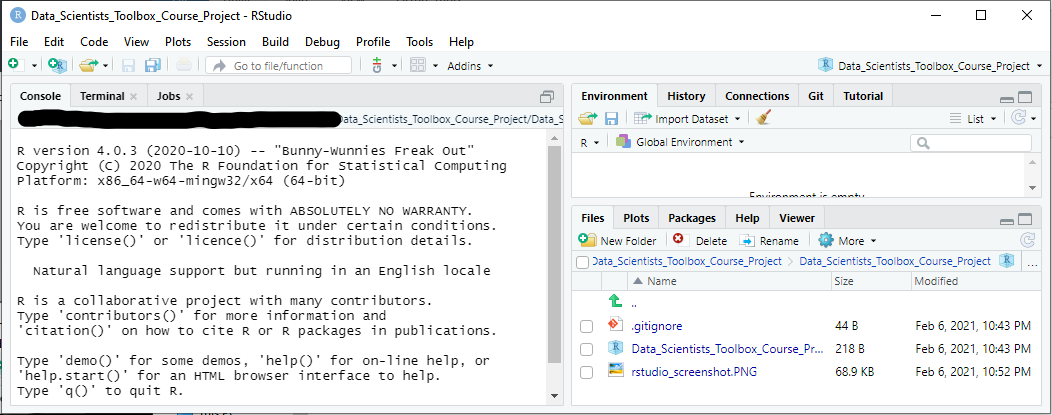 Data_Scientists_Toolbox_Course_Project - RStudio
File Edit Code View Plots Session Build Debug Profile Tools Help
Go to file/function Addins Data_Scientists_Toolbox_Course_Project
Console Terminal Jobs
Data_Scientists_Toolbox_Course_Project/Data_S
R version 4.0.3 (2020-10-10) -- "Bunny-Wunnies Freak Out"
Copyright (C) 2020 The R Foundation for Statistical Computing
Platform: x86_64-w64-mingw32/x64 (64-bit)
R is free software and comes with ABSOLUTELY NO WARRANTY.
You are welcome to redistribute it under certain conditions.
Type 'license()' or 'licence()' for distribution details.
Natural language support but running in an English locale
R is a collaborative project with many contributors.
Type 'contributors()' for more information and
'citation()' on how to cite R or R packages in publications.
Type 'demo()' for some demos, 'help()' for on-line help, or
'help.start()' for an HTML browser interface to help.
Type 'q()' to quit R.
Environment History Connections Git Tutorial
Import Dataset List
R Global Environment
Environment is empty
Files Plots Packages Help Viewer
New Folder Delete Rename More
Data_Scientists_Toolbox_Course_Project Data_Scientists_Toolbox_Course_Project ...
Name Size Modified
..
.gitignore 44 B Feb 6, 2021, 10:43 PM
Data_Scientists_Toolbox_Course_Pr... 218 B Feb 6, 2021, 10:43 PM
rstudio_screenshot.PNG 68.9 KB Feb 6, 2021, 10:52 PM